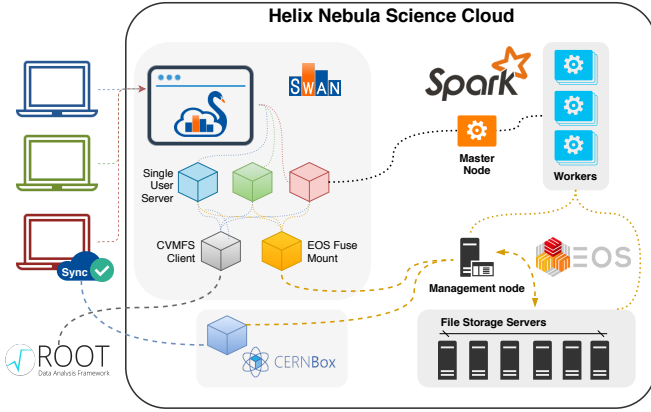 Helix Nebula Science Cloud
SWAN
Spark
Single
User
Server
Master
Node
Workers
CVMFS
Client
EOS Fuse
Mount
EOS
Sync
Management node
File Storage Servers
ROOT
Data Analysis Framework
CERNBox